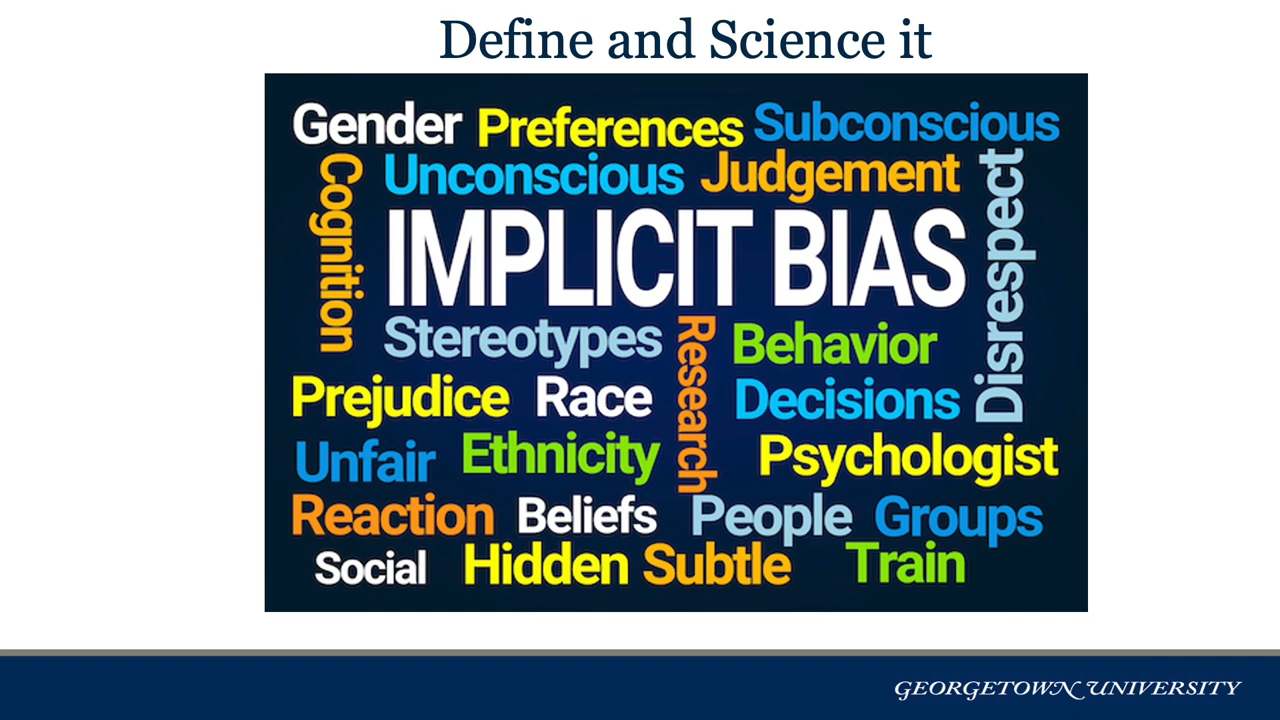 Define and Science it
Gender Preferences Subconscious
Cognition
Unconscious Judgement
Disrespect
IMPLICIT BIAS
Stereotypes
Research
Behavior
Prejudice Race
Decisions
Unfair Ethnicity
Psychologist
Reaction Beliefs People Groups
Social Hidden Subtle Train
GEORGETOWN UNIVERSITY